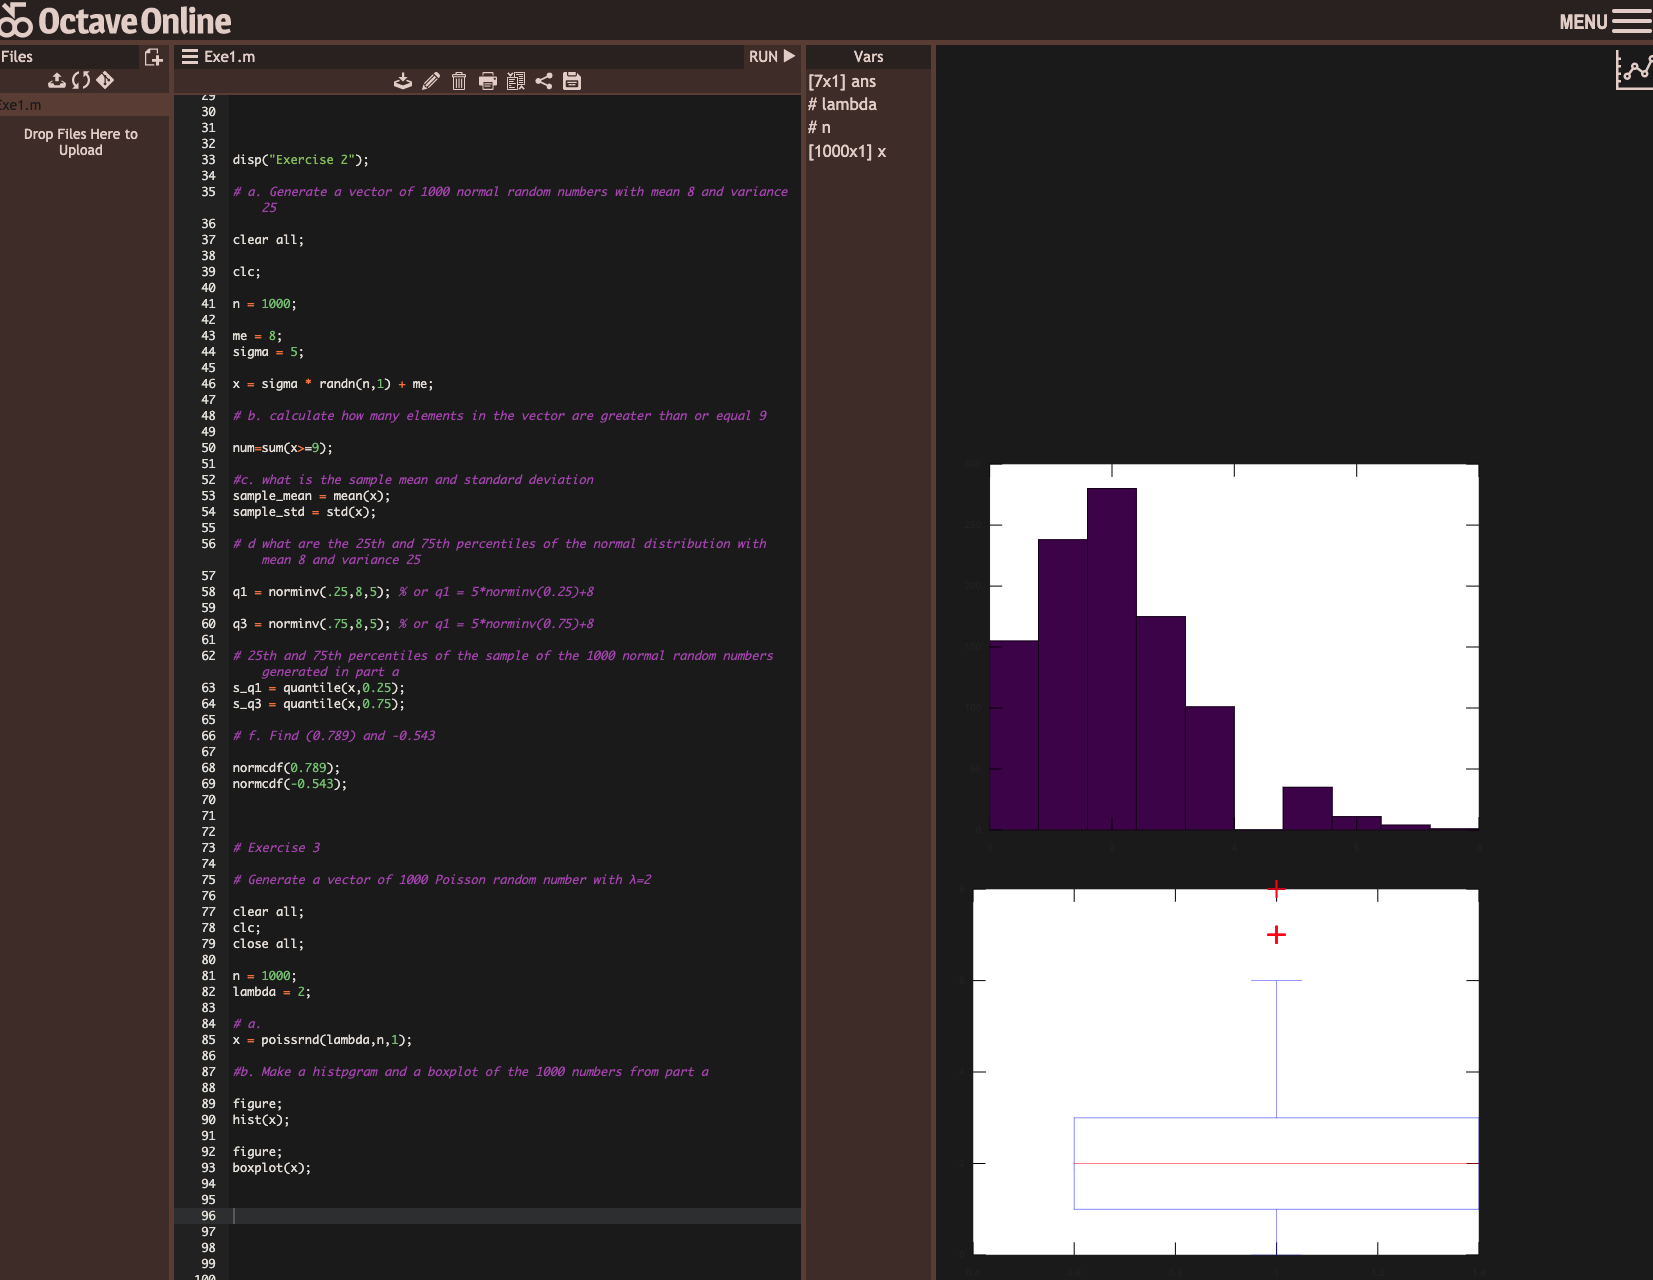 OctaveOnline
MENU
Files
Exe1.m
RUN
Vars
Exe1.m
Drop Files Here to
Upload
[7x1] ans
# lambda
# n
[1000x1] x
29
30
31
32
33 disp("Exercise 2");
34
35 # a. Generate a vector of 1000 normal random numbers with mean 8 and variance
25
36
37 clear all;
38
39 clc;
40
41 n = 1000;
42
43 me = 8;
44 sigma = 5;
45
46 x = sigma * randn(n,1) + me;
47
48 # b. calculate how many elements in the vector are greater than or equal 9
49
50 num=sum(x>=9);
51
52 #c. what is the sample mean and standard deviation
53 sample_mean = mean(x);
54 sample_std = std(x);
55
56 # d what are the 25th and 75th percentiles of the normal distribution with
mean 8 and variance 25
57
58 q1 = norminv(.25,8,5); % or q1 = 5*norminv(0.25)+8
59
60 q3 = norminv(.75,8,5); % or q1 = 5*norminv(0.75)+8
61
62 # 25th and 75th percentiles of the sample of the 1000 normal random numbers
generated in part a
63 s_q1 = quantile(x,0.25);
64 s_q3 = quantile(x,0.75);
65
66 # f. Find (0.789) and -0.543
67
68 normcdf(0.789);
69 normcdf(-0.543);
70
71
72
73 # Exercise 3
74
75 # Generate a vector of 1000 Poisson random number with λ=2
76
77 clear all;
78 clc;
79 close all;
80
81 n = 1000;
82 lambda = 2;
83
84 # a.
85 x = poissrnd(lambda,n,1);
86
87 #b. Make a histpgram and a boxplot of the 1000 numbers from part a
88
89 figure;
90 hist(x);
91
92 figure;
93 boxplot(x);
94
95
96
97
98
99
100